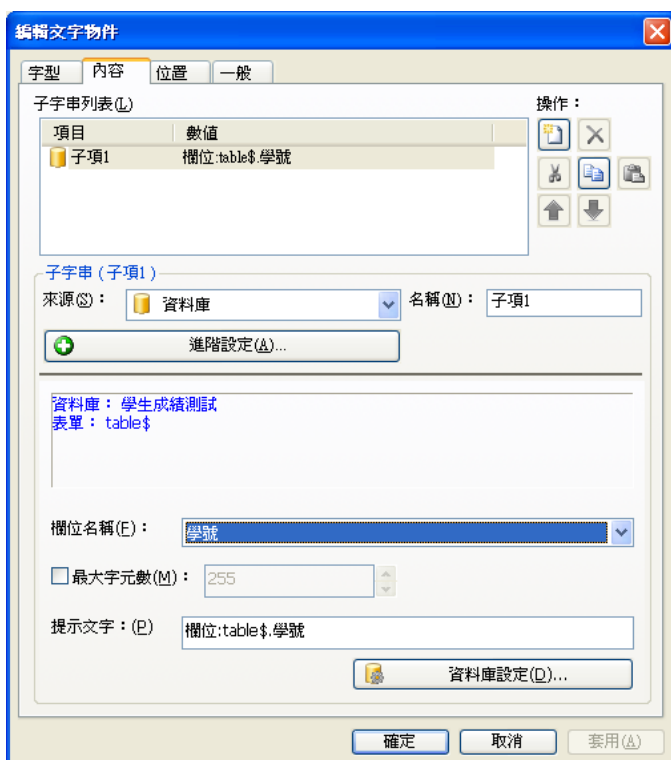 編輯文字物件
字型 內容 位置 一般
子字串列表(L) 操作：
項目 數值
子項1 欄位:table$.學號
子字串 ( 子項1 )
來源(S)： 資料庫 名稱(N)： 子項1
進階設定(A)...
資料庫： 學生成績測試
表單： table$
欄位名稱(F)： 學號
最大字元數(M)： 255
提示文字：(P) 欄位:table$.學號
資料庫設定(D)...
確定 取消 套用(A)